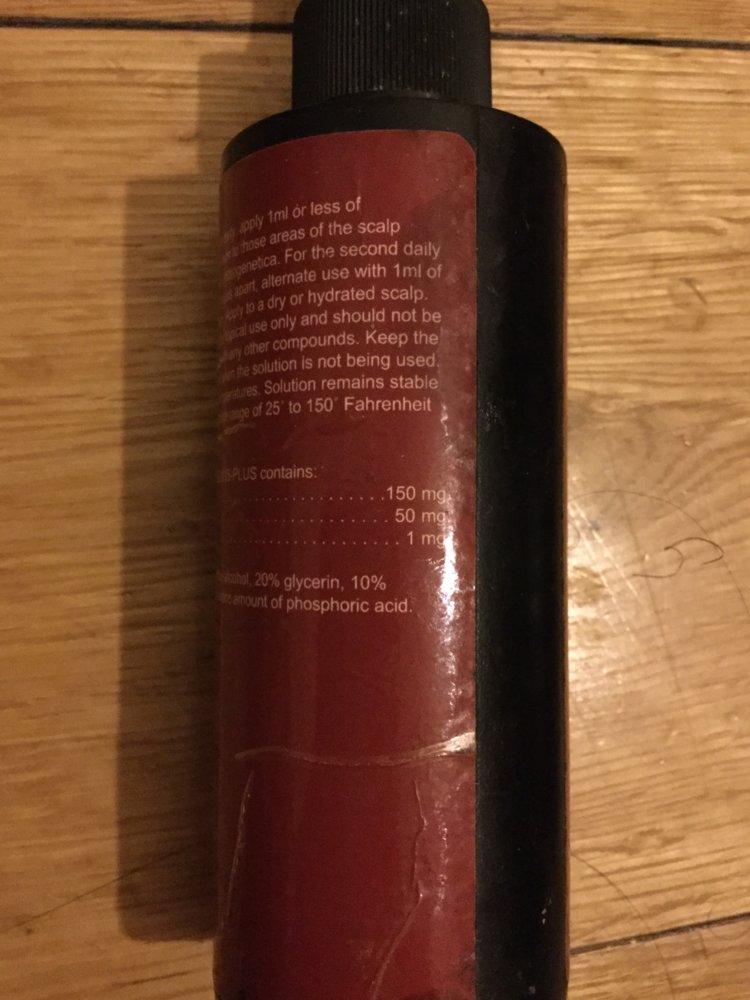 apply 1ml or less of
to those areas of the scalp
For the second daily
apart, alternate use with 1ml of
Apply to a dry or hydrated scalp.
topical use only and should not be
any other compounds. Keep the
the solution is not being used.
Solution remains stable
range of 25° to 150° Fahrenheit
-PLUS contains:
. . . . . . . . . . . . . . . . .150 mg
. . . . . . . . . . . . . . . . . . 50 mg
. . . . . . . . . . . . . . . . . . . 1 mg
alcohol, 20% glycerin, 10%
amount of phosphoric acid.